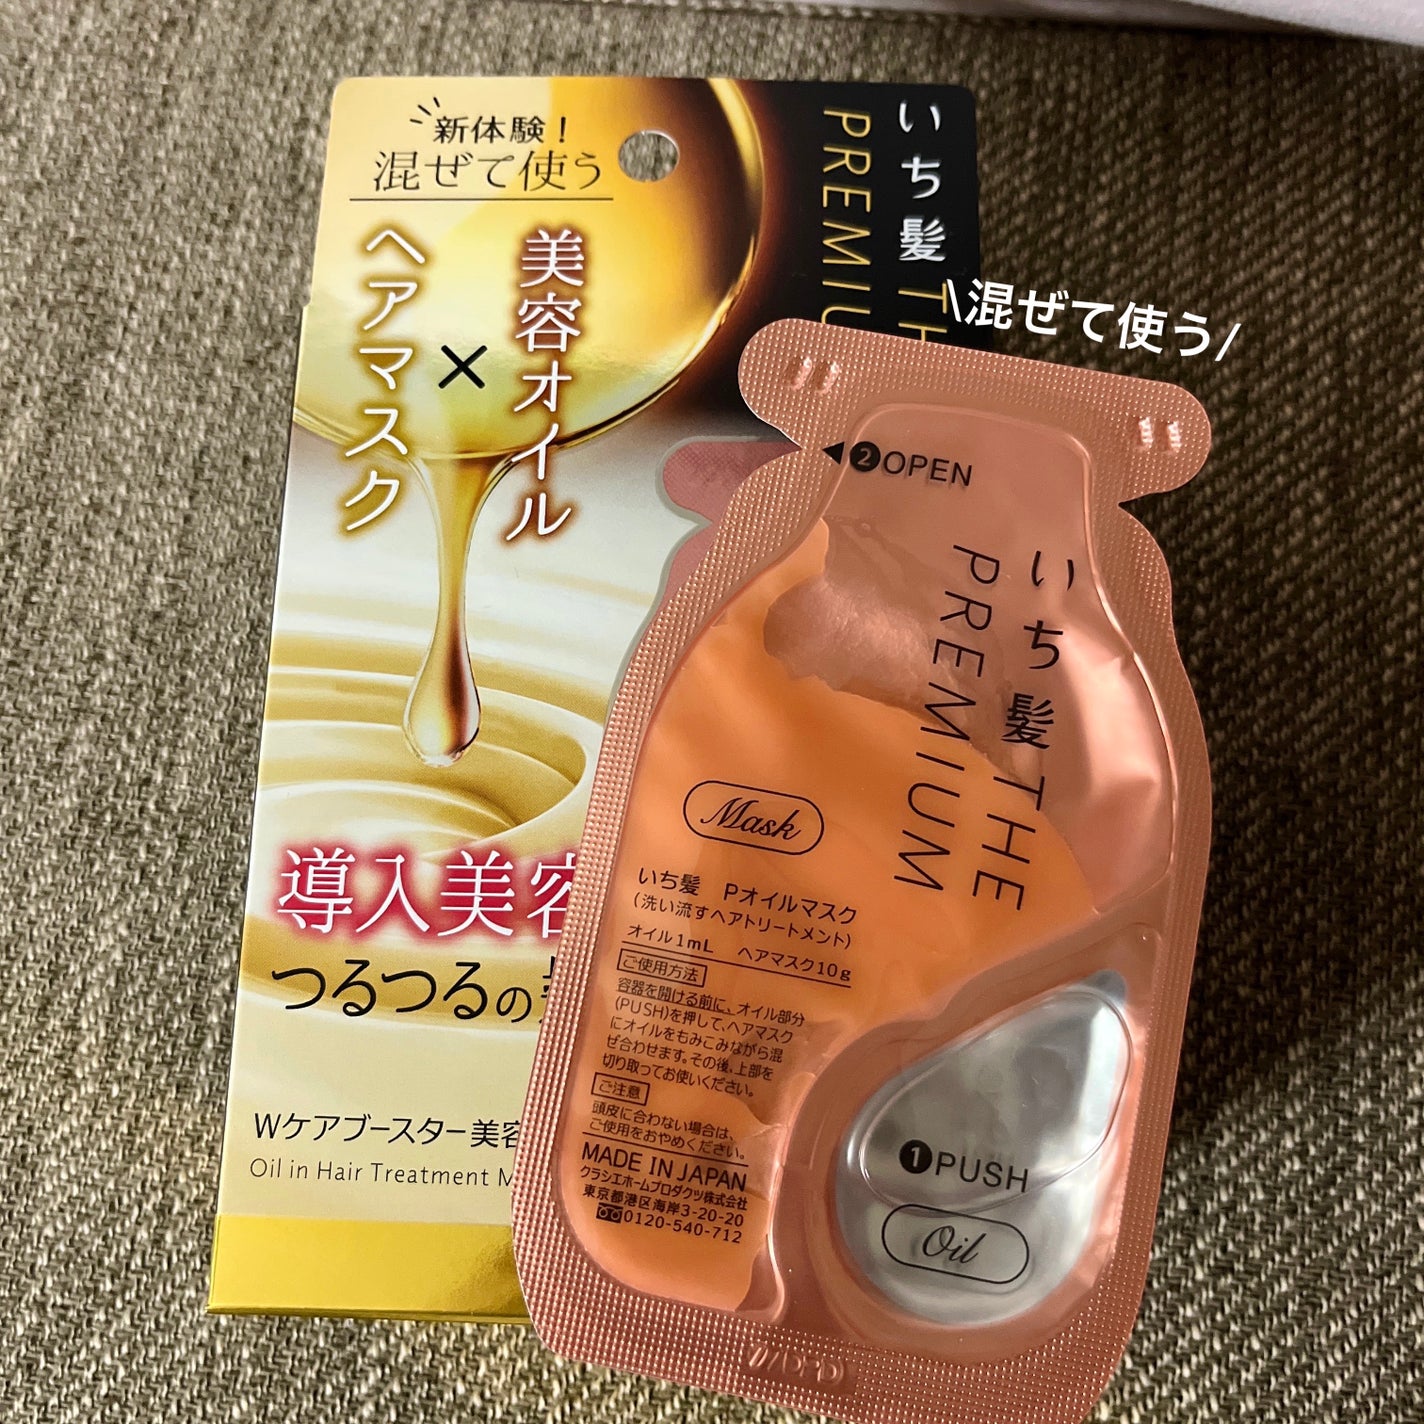 新体験！
混ぜて使う
美容オイル
×
ヘアマスク
いち髪 TH
PREMIU
導入美容
つるつるの
Wケアブースター美容
Oil in Hair Treatment M
\混ぜて使う/
◀❷OPEN
いち髪 THE
PREMIUM
Mask
いち髪 Pオイルマスク
(洗い流すヘアトリートメント)
オイル1mL ヘアマスク10g
ご使用方法
容器を開ける前に、オイル部分
(PUSH)を押して、ヘアマスク
にオイルをもみこみながら混
ぜ合わせます。その後、上部を
切り取ってお使いください。
ご注意
頭皮に合わない場合は、
ご使用をおやめください。
MADE IN JAPAN
クラシエホームプロダクツ株式会社
東京都港区海岸3-20-20
0120-540-712
❶PUSH
Oil